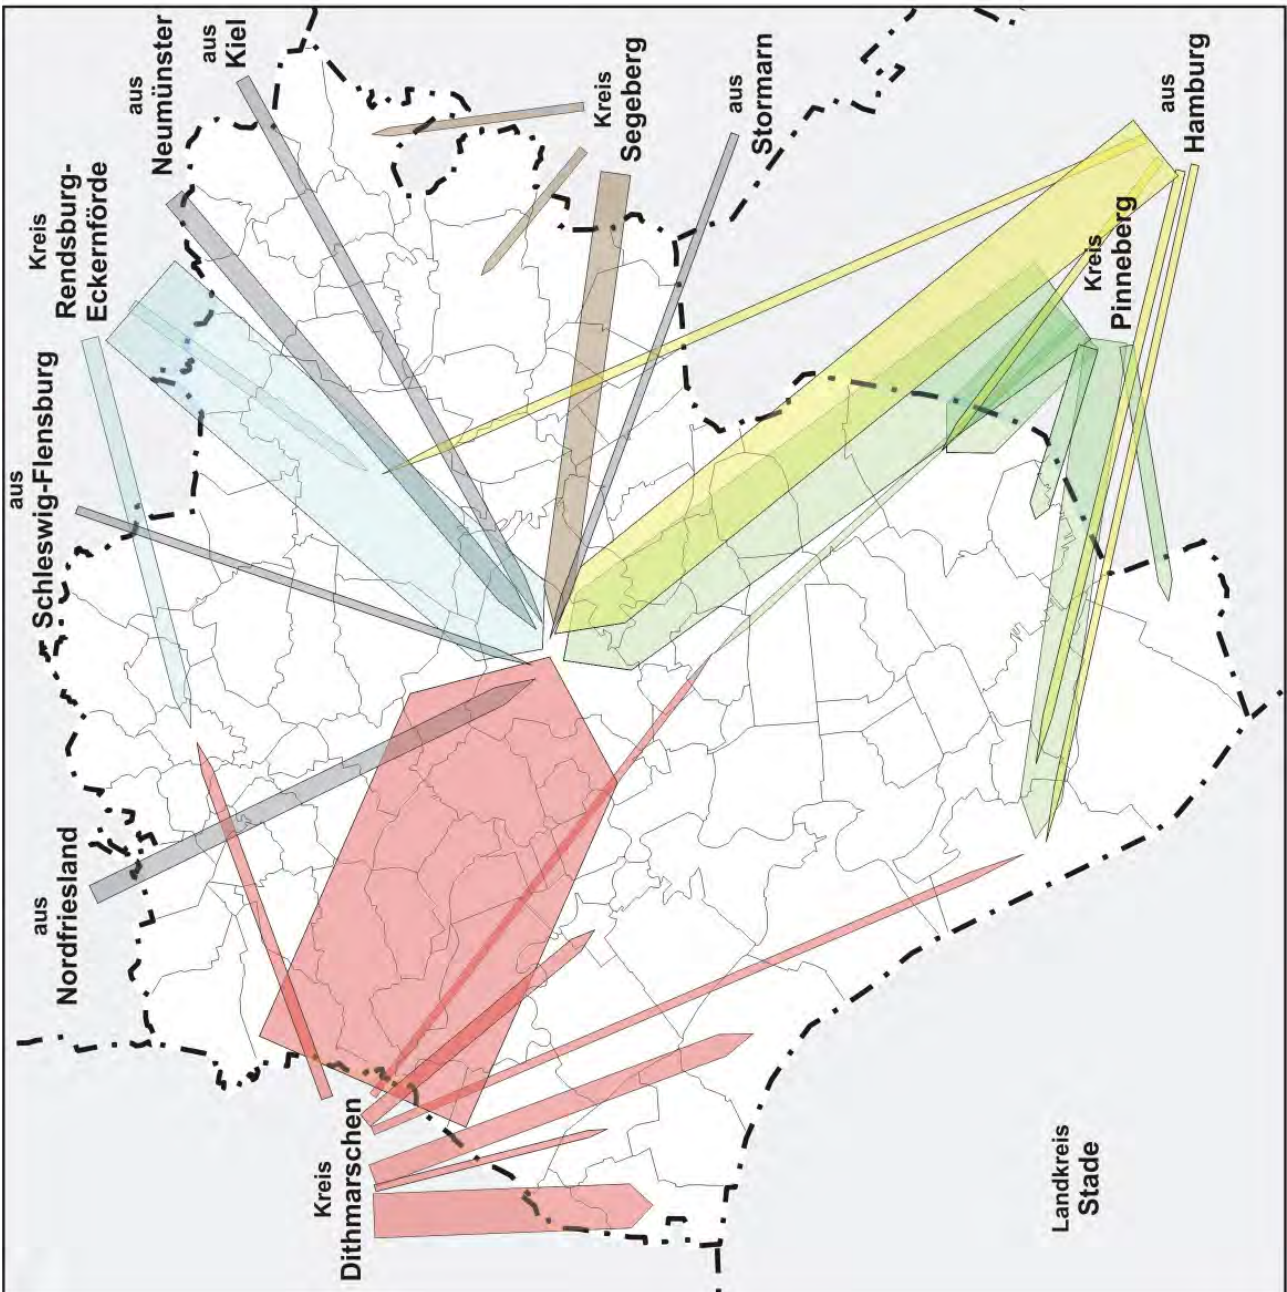 aus
Schleswig-Flensburg
Kreis
Rendsburg-
Eckernförde
aus
Neumünster
aus
Kiel
aus
Nordfriesland
Kreis
Segeberg
aus
Stormarn
Kreis
Dithmarschen
Kreis
Pinneberg
aus
Hamburg
Landkreis
Stade